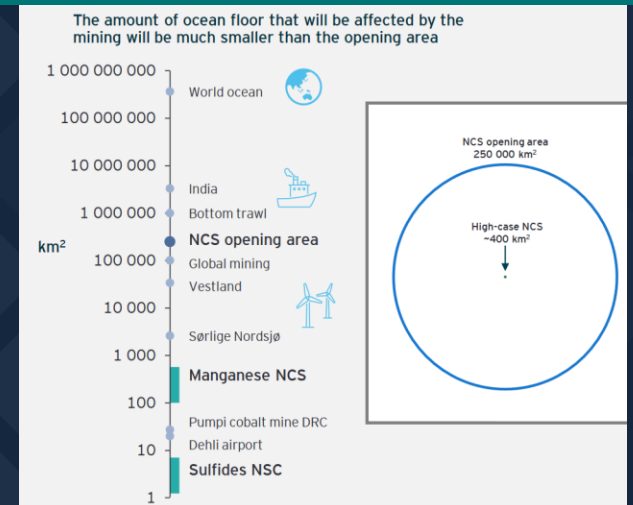 The amount of ocean floor that will be affected by the
mining will be much smaller than the opening area
1 000 000 000
World ocean
100 000 000
10 000 000
India
1 000 000
Bottom trawl
NCS opening area
km²
100 000
Global mining
Vestland
10 000
Sørlige Nordsjø
1 000
Manganese NCS
100
Pumpi cobalt mine DRC
Dehli airport
10
Sulfides NSC
1
NCS opening area
250 000 km²
High-case NCS
~400 km²